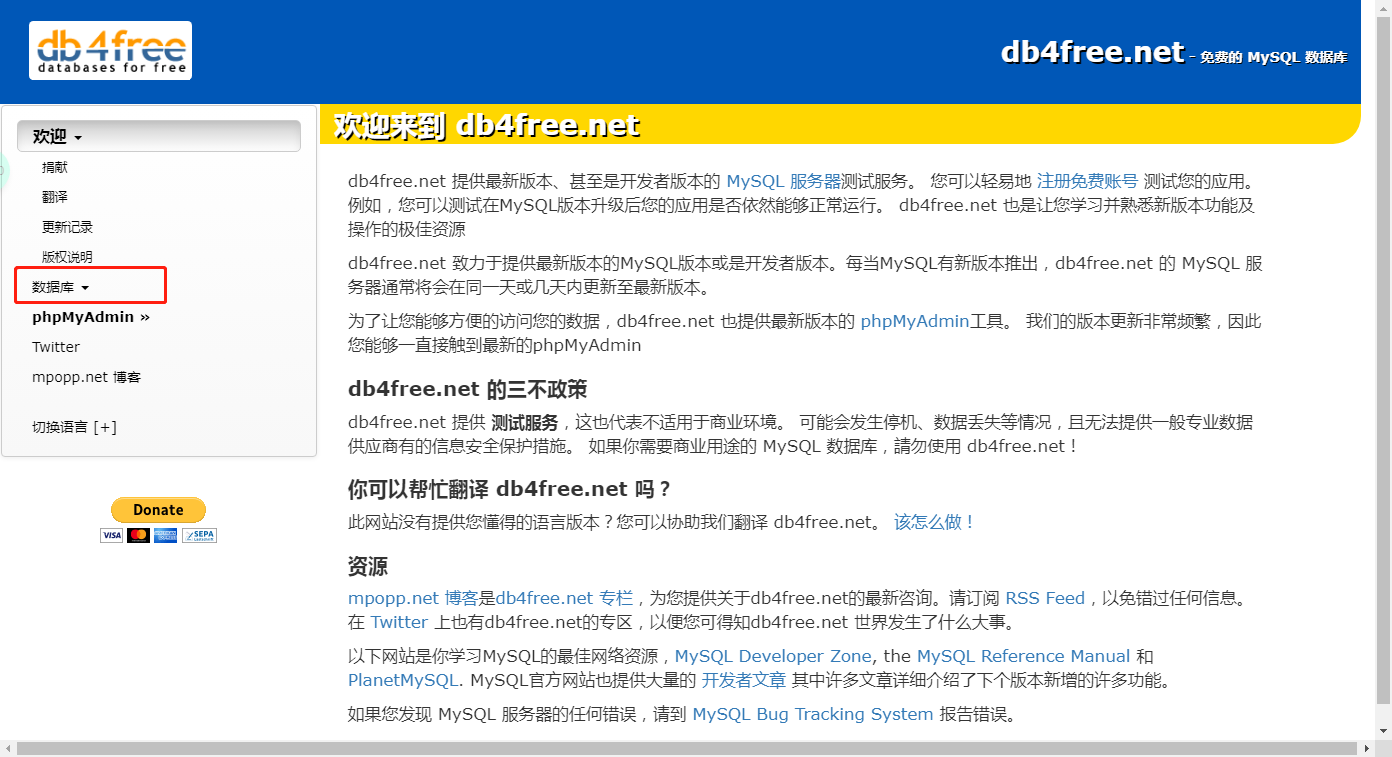 db4free
databases for free
db4free.net - 免费的 MySQL 数据库
欢迎
捐献
翻译
更新记录
版权说明
数据库
phpMyAdmin »
Twitter
mpopp.net 博客
切换语言 [+]
Donate
VISA
SEPA
欢迎来到 db4free.net
db4free.net 提供最新版本、甚至是开发者版本的 MySQL 服务器测试服务。 您可以轻易地 注册免费账号 测试您的应用。
例如，您可以测试在MySQL版本升级后您的应用是否依然能够正常运行。 db4free.net 也是让您学习并熟悉新版本功能及
操作的极佳资源
db4free.net 致力于提供最新版本的MySQL版本或是开发者版本。每当MySQL有新版本推出，db4free.net 的 MySQL 服
务器通常将会在同一天或几天内更新至最新版本。
为了让您能够方便的访问您的数据，db4free.net 也提供最新版本的 phpMyAdmin工具。 我们的版本更新非常频繁，因此
您能够一直接触到最新的phpMyAdmin
db4free.net 的三不政策
db4free.net 提供 测试服务，这也代表不适用于商业环境。 可能会发生停机、数据丢失等情况，且无法提供一般专业数据
供应商有的信息安全保护措施。 如果你需要商业用途的 MySQL 数据库，請勿使用 db4free.net！
你可以帮忙翻译 db4free.net 吗？
此网站没有提供您懂得的语言版本？您可以协助我们翻译 db4free.net。 该怎么做！
资源
mpopp.net 博客是db4free.net 专栏，为您提供关于db4free.net的最新咨询。请订阅 RSS Feed，以免错过任何信息。
在 Twitter 上也有db4free.net的专区，以便您可得知db4free.net 世界发生了什么大事。
以下网站是你学习MySQL的最佳网络资源，MySQL Developer Zone, the MySQL Reference Manual 和
PlanetMySQL. MySQL官方网站也提供大量的 开发者文章 其中许多文章详细介绍了下个版本新增的许多功能。
如果您发现 MySQL 服务器的任何错误，请到 MySQL Bug Tracking System 报告错误。